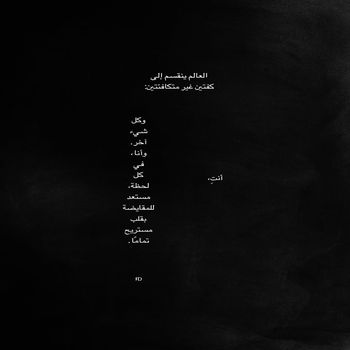 العالم ينقسم إلى
كفتين غير متكافئتين:
أنتِ،
وكل
شيء
آخر.
وأنا،
في
كل
لحظة،
مستعد
للمقايضة
بقلب
مستريح
تمامًا.